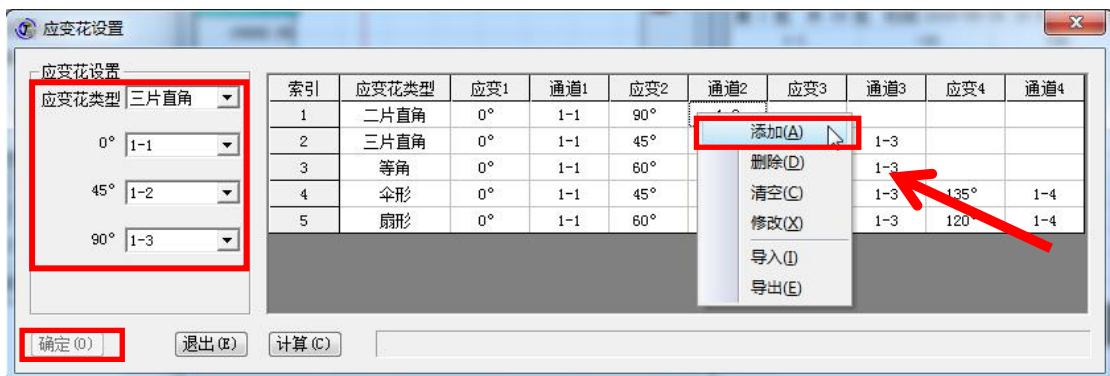 应变花设置
应变花设置
应变花类型 三片直角
0° 1-1
45° 1-2
90° 1-3
索引 应变花类型 应变1 通道1 应变2 通道2 应变3 通道3 应变4 通道4
1 二片直角 0° 1-1 90°
2 三片直角 0° 1-1 45° 1-3
3 等角 0° 1-1 60° 1-3
4 伞形 0° 1-1 45° 1-3 135° 1-4
5 扇形 0° 1-1 60° 1-3 120° 1-4
添加(A)
删除(D)
清空(C)
修改(X)
导入(I)
导出(E)
确定(O) 退出(E) 计算(C)